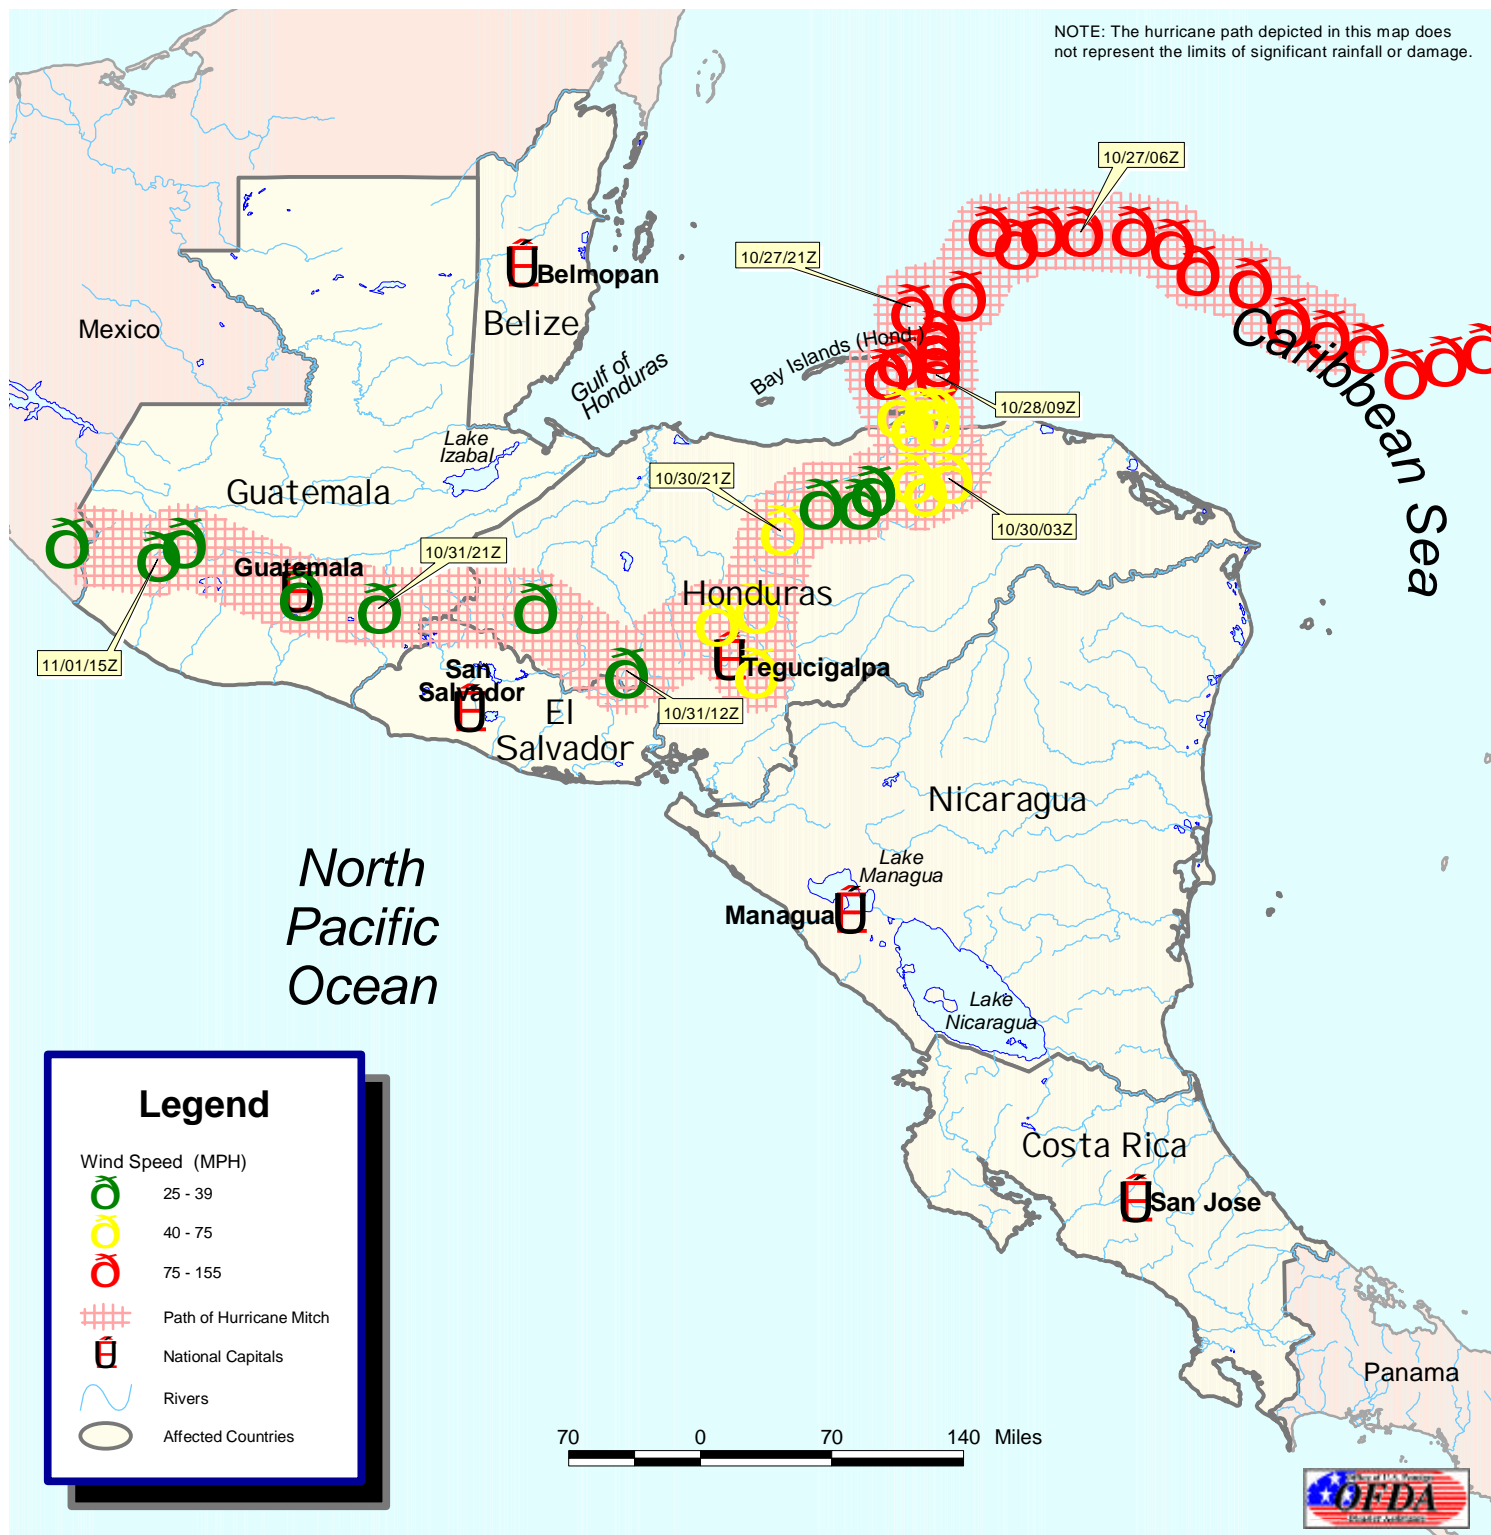 NOTE: The hurricane path depicted in this map does
not represent the limits of significant rainfall or damage.
10/27/06Z
10/27/21Z
Belmopan
Mexico
Belize
Bay Islands (Hond.)
Caribbean Sea
Gulf of
Honduras
10/28/09Z
Lake
Izabal
10/30/21Z
Guatemala
10/30/03Z
10/31/21Z
Guatemala
Honduras
11/01/15Z
San
Salvador
Tegucigalpa
10/31/12Z
El
Salvador
Nicaragua
North
Pacific
Ocean
Lake
Managua
Managua
Lake
Nicaragua
Legend
Wind Speed (MPH)
25 - 39
40 - 75
75 - 155
Path of Hurricane Mitch
National Capitals
Rivers
Affected Countries
Costa Rica
San Jose
Panama
70 0 70 140 Miles
OFDA